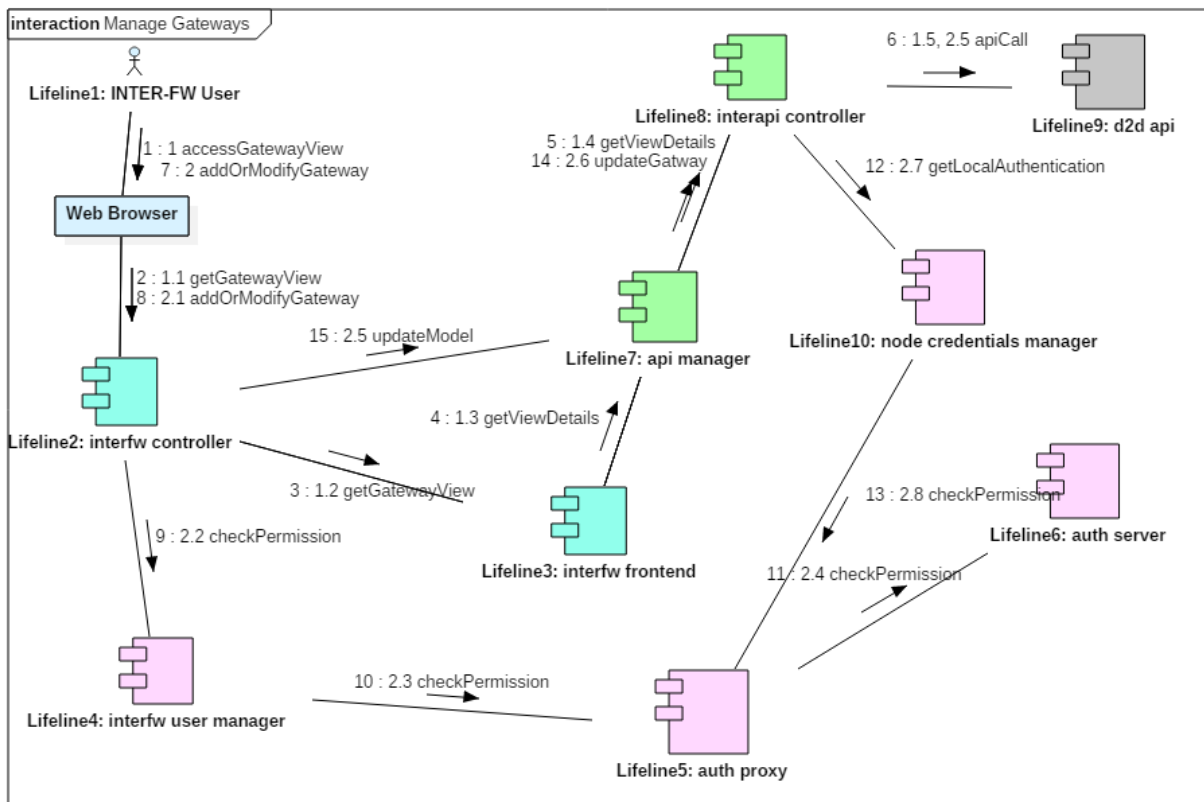 interaction Manage Gateways
Lifeline1: INTER-FW User
1 : 1 accessGatewayView
7 : 2 addOrModifyGateway
Web Browser
2 : 1.1 getGatewayView
8 : 2.1 addOrModifyGateway
Lifeline2: interfw controller
15 : 2.5 updateModel
3 : 1.2 getGatewayView
9 : 2.2 checkPermission
Lifeline4: interfw user manager
10 : 2.3 checkPermission
Lifeline3: interfw frontend
4 : 1.3 getViewDetails
Lifeline7: api manager
5 : 1.4 getViewDetails
14 : 2.6 updateGatway
Lifeline8: interapi controller
6 : 1.5, 2.5 apiCall
Lifeline9: d2d api
12 : 2.7 getLocalAuthentication
Lifeline10: node credentials manager
13 : 2.8 checkPermission
Lifeline6: auth server
11 : 2.4 checkPermission
Lifeline5: auth proxy